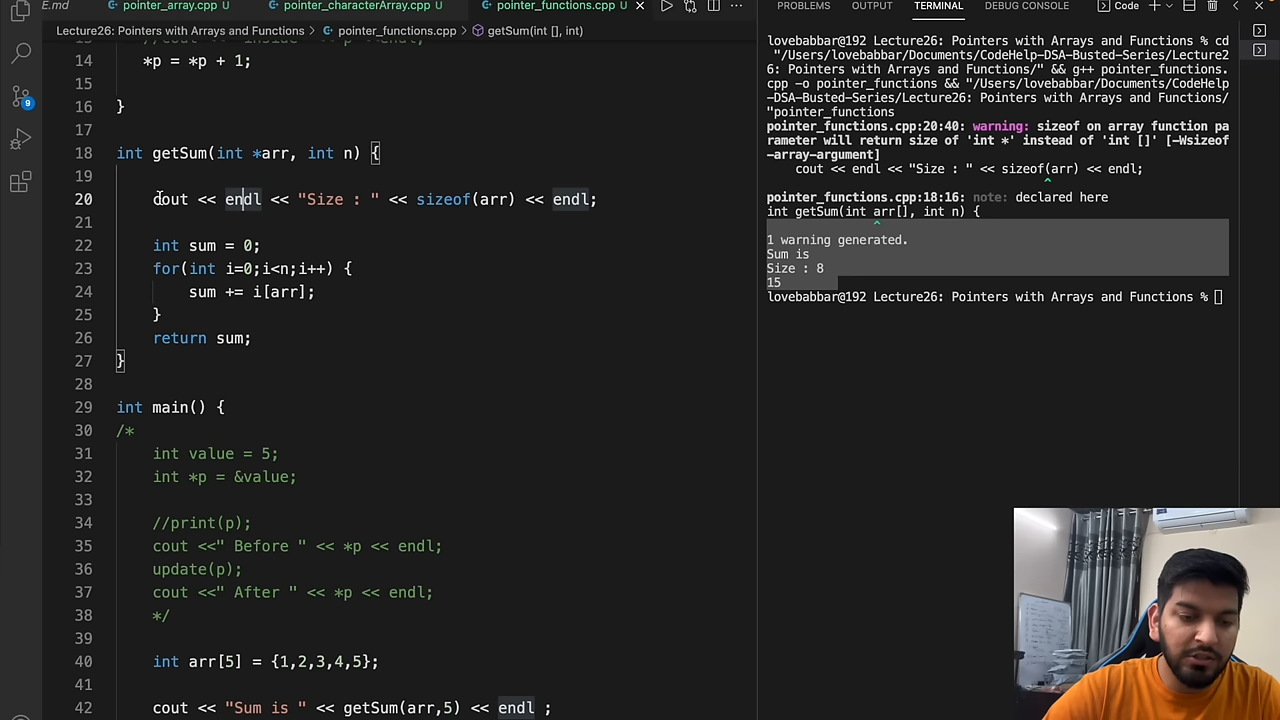 E.md pointer_array.cpp U pointer_characterArray.cpp U pointer_functions.cpp U
Lecture26: Pointers with Arrays and Functions > pointer_functions.cpp > getSum(int [], int)
14 *p = *p + 1;
15
16 }
17
18 int getSum(int *arr, int n) {
19
20 cout << endl << "Size : " << sizeof(arr) << endl;
21
22 int sum = 0;
23 for(int i=0;i<n;i++) {
24 sum += i[arr];
25 }
26 return sum;
27 }
28
29 int main() {
30 /*
31 int value = 5;
32 int *p = &value;
33
34 //print(p);
35 cout <<" Before " << *p << endl;
36 update(p);
37 cout <<" After " << *p << endl;
38 */
39
40 int arr[5] = {1,2,3,4,5};
41
42 cout << "Sum is " << getSum(arr,5) << endl ;
9
PROBLEMS OUTPUT TERMINAL DEBUG CONSOLE Code
lovebabbar@192 Lecture26: Pointers with Arrays and Functions % cd
"/Users/lovebabbar/Documents/CodeHelp-DSA-Busted-Series/Lecture2
6: Pointers with Arrays and Functions/" && g++ pointer_functions.
cpp -o pointer_functions && "/Users/lovebabbar/Documents/CodeHelp
-DSA-Busted-Series/Lecture26: Pointers with Arrays and Functions/
"pointer_functions
pointer_functions.cpp:20:40: warning: sizeof on array function pa
rameter will return size of 'int *' instead of 'int []' [-Wsizeof
-array-argument]
cout << endl << "Size : " << sizeof(arr) << endl;
^
pointer_functions.cpp:18:16: note: declared here
int getSum(int arr[], int n) {
^
1 warning generated.
Sum is
Size : 8
15
lovebabbar@192 Lecture26: Pointers with Arrays and Functions %